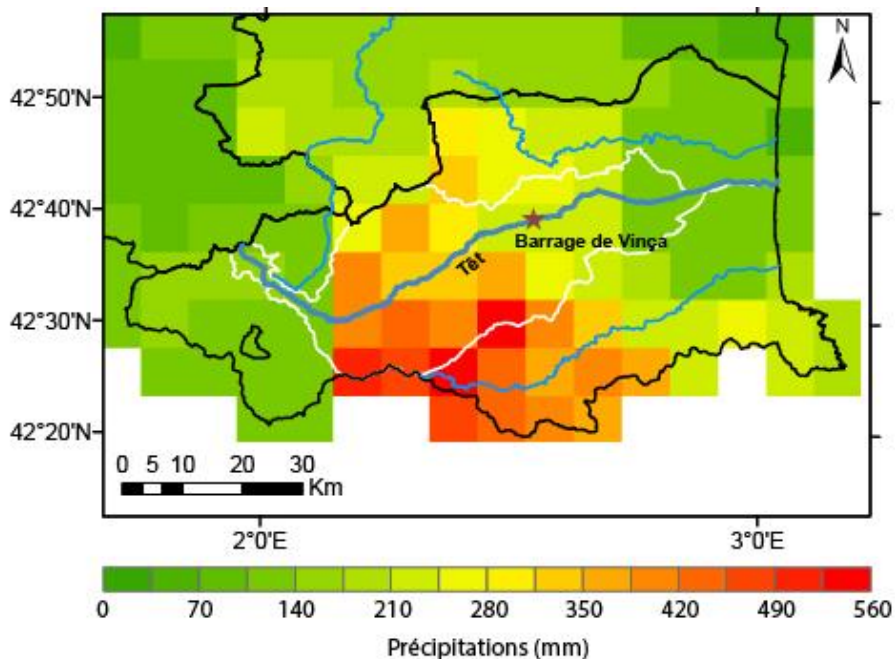 N
42°50'N
42°40'N
Barrage de Vinça
Têt
42°30'N
42°20'N
0 5 10 20 30
Km
2°0'E 3°0'E
0 70 140 210 280 350 420 490 560
Précipitations (mm)